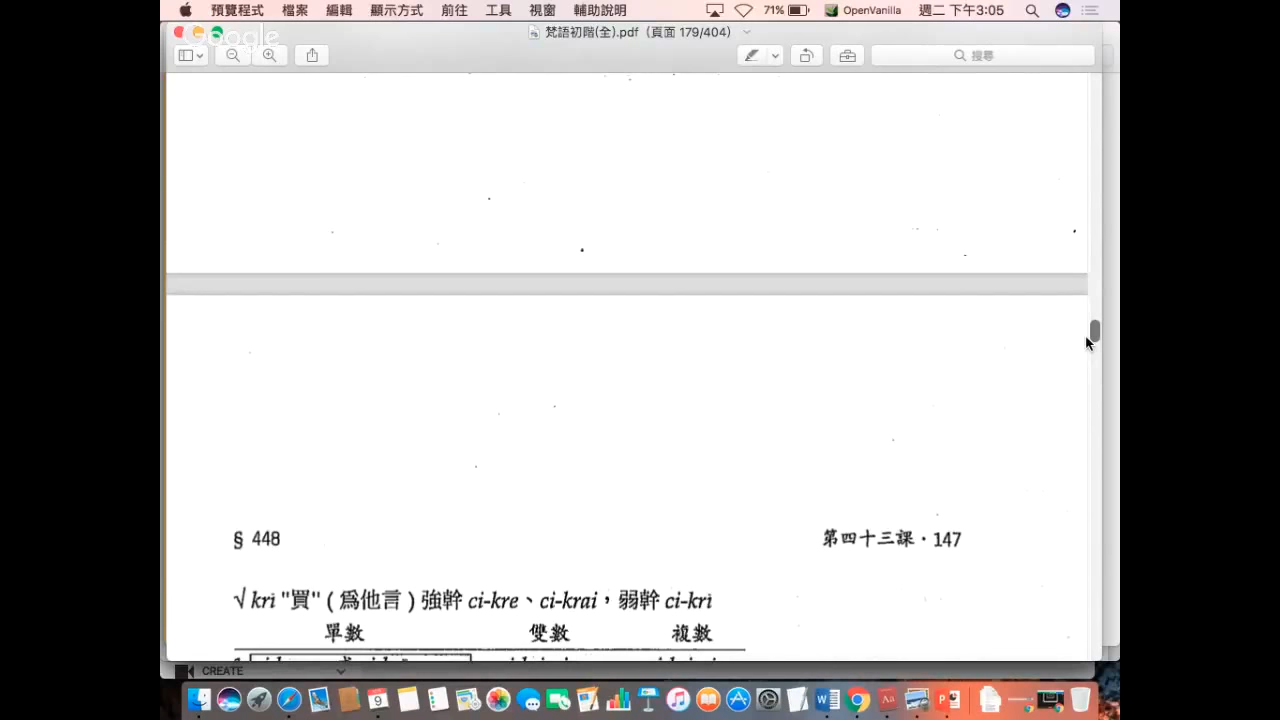 預覽程式 檔案 編輯 顯示方式 前往 工具 視窗 輔助說明 71% OpenVanilla 週二 下午3:05
Google
梵語初階(全).pdf (頁面 179/404)
搜尋
§ 448
第四十三課·147
√krī "買" (為他言) 強幹 ci-kre、ci-krai，弱幹 ci-krī
單數 雙數 複數
CREATE
9